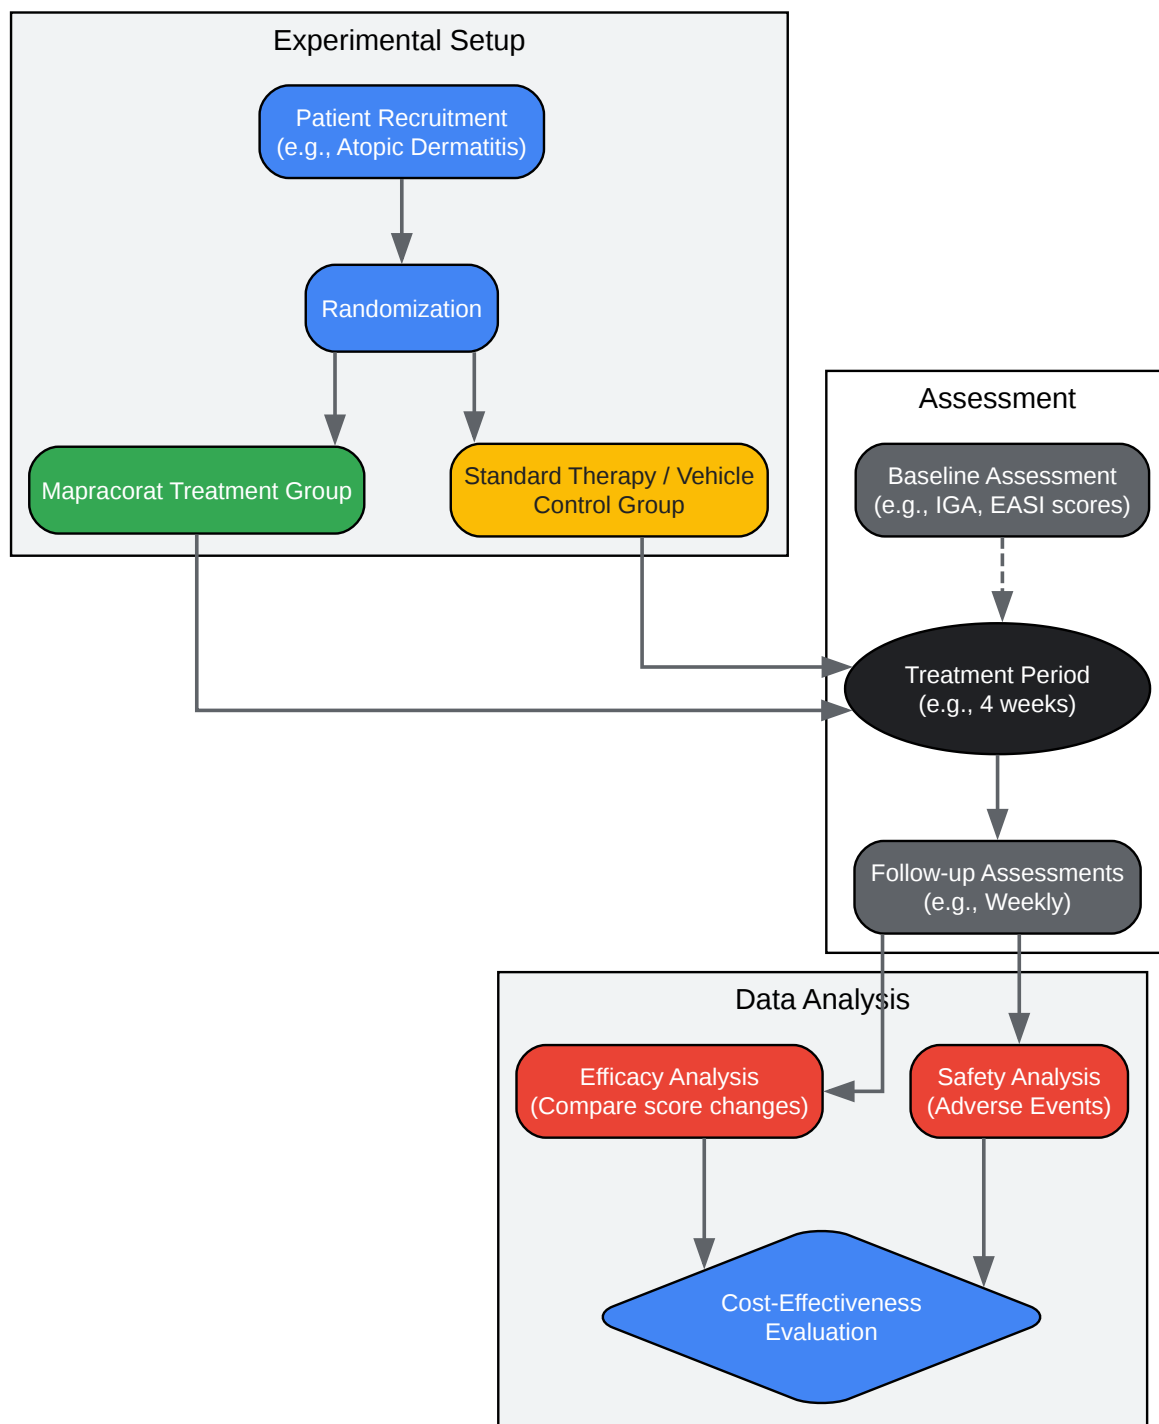 Experimental Setup
Patient Recruitment
(e.g., Atopic Dermatitis)
Randomization
Mapracorat Treatment Group
Standard Therapy / Vehicle
Control Group
Assessment
Baseline Assessment
(e.g., IGA, EASI scores)
Treatment Period
(e.g., 4 weeks)
Follow-up Assessments
(e.g., Weekly)
Data Analysis
Efficacy Analysis
(Compare score changes)
Safety Analysis
(Adverse Events)
Cost-Effectiveness
Evaluation